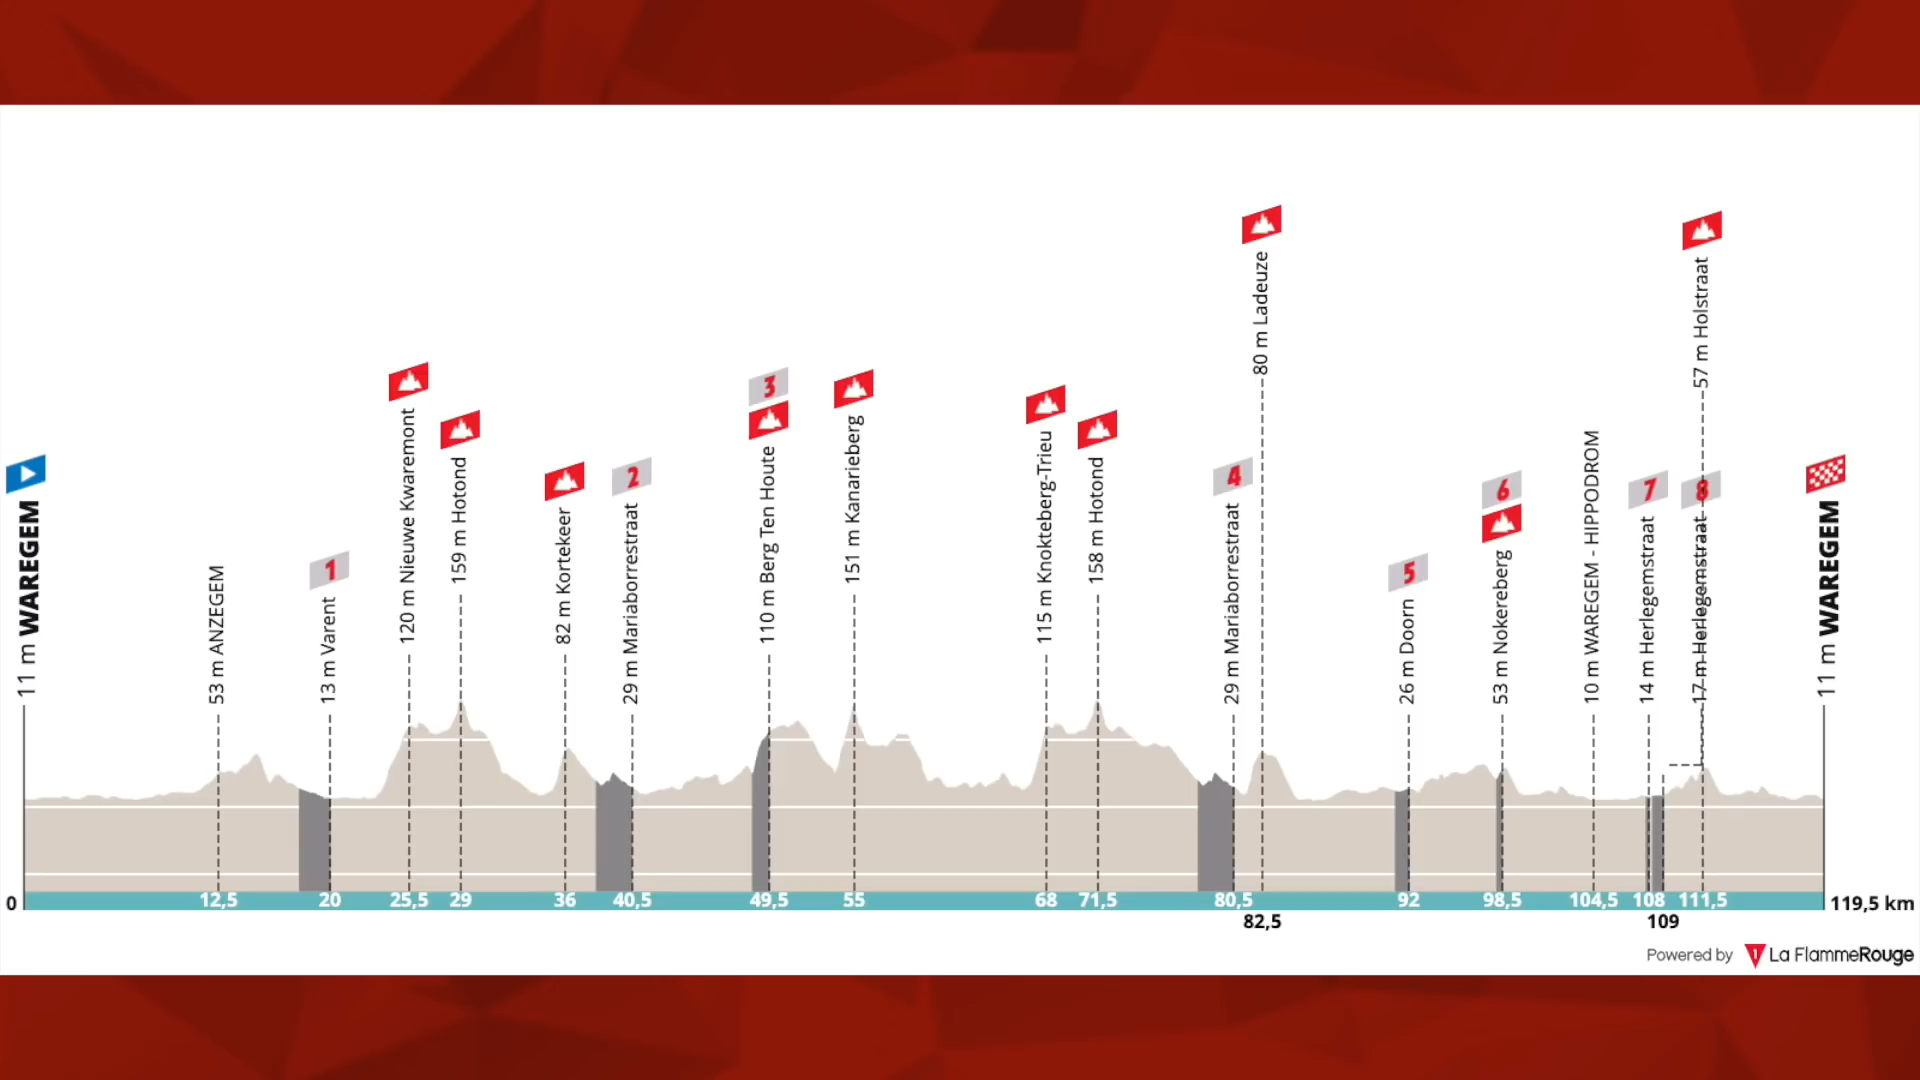 11 m WAREGEM
53 m ANZEGEM
1
13 m Varent
120 m Nieuwe Kwaremont
159 m Hotond
82 m Kortekeer
2
29 m Mariaborrestraat
3
110 m Berg Ten Houte
151 m Kanarieberg
115 m Knokteberg-Trieu
158 m Hotond
4
29 m Mariaborrestraat
80 m Ladeuze
5
26 m Doorn
6
53 m Nokereberg
10 m WAREGEM - HIPPODROM
7
14 m Herlegemstraat
8
17 m Herlegemstraat
57 m Holstraat
11 m WAREGEM
0
12,5
20
25,5
29
36
40,5
49,5
55
68
71,5
80,5
82,5
92
98,5
104,5
108
109
111,5
119,5 km
Powered by
1
La FlammeRouge